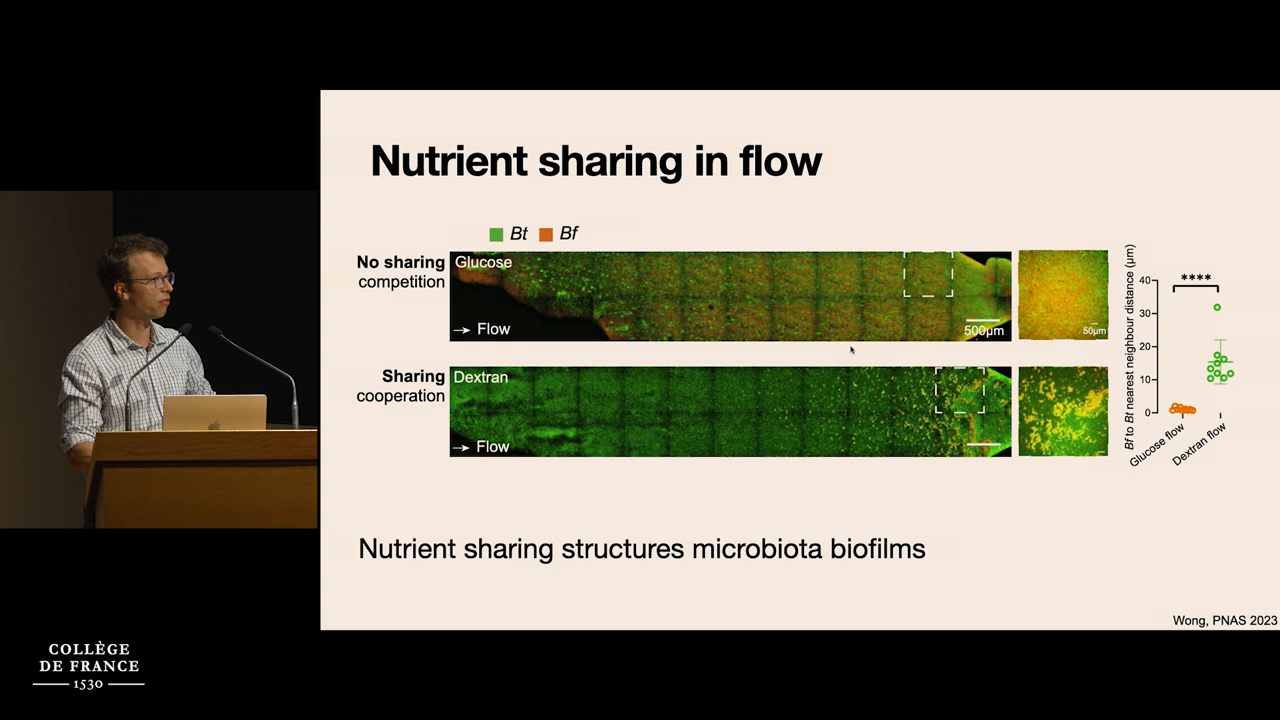 Nutrient sharing in flow
Bt Bf
No sharing
competition
Glucose
→ Flow
500µm
50µm
Sharing
cooperation
Dextran
→ Flow
Bf to Bt nearest neighbour distance (µm)
****
40
30
20
10
0
Glucose flow
Dextran flow
Nutrient sharing structures microbiota biofilms
Wong, PNAS 2023
COLLÈGE
DE FRANCE
1530